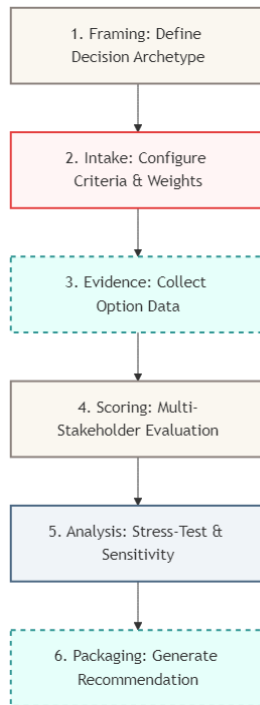 1. Framing: Define
Decision Archetype
2. Intake: Configure
Criteria & Weights
3. Evidence: Collect
Option Data
4. Scoring: Multi-
Stakeholder Evaluation
5. Analysis: Stress-Test &
Sensitivity
6. Packaging: Generate
Recommendation